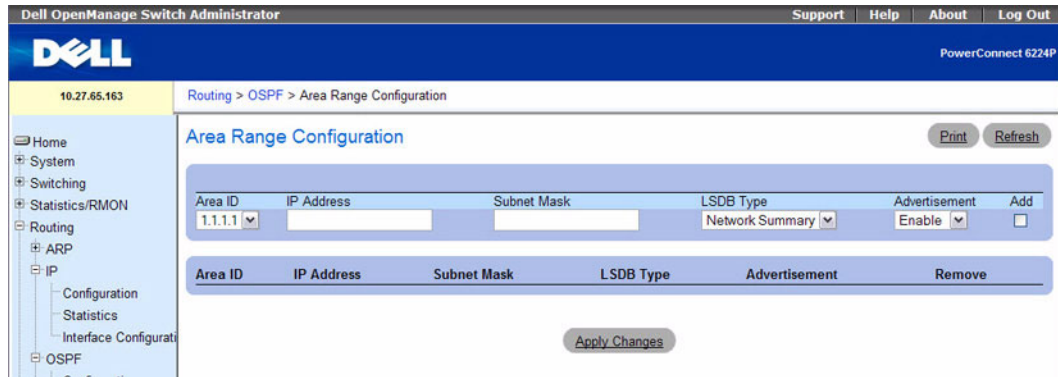 Dell OpenManage Switch Administrator
Support Help About Log Out
DELL
PowerConnect 6224P
10.27.65.163
Routing > OSPF > Area Range Configuration
Home
System
Switching
Statistics/RMON
Routing
ARP
IP
Configuration
Statistics
Interface Configurati
OSPF
Area Range Configuration
Print Refresh
Area ID IP Address Subnet Mask LSDB Type Advertisement Add
1.1.1.1 Network Summary Enable
Area ID IP Address Subnet Mask LSDB Type Advertisement Remove
Apply Changes